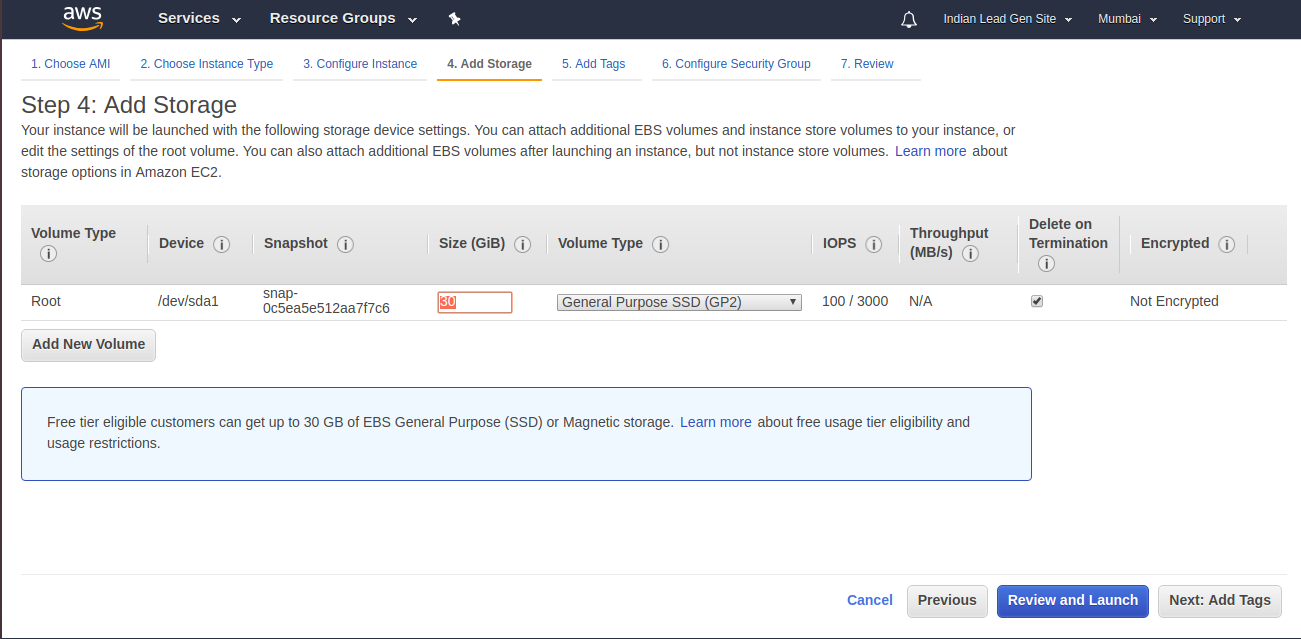 aws Services Resource Groups Indian Lead Gen Site Mumbai Support
1. Choose AMI 2. Choose Instance Type 3. Configure Instance 4. Add Storage 5. Add Tags 6. Configure Security Group 7. Review
Step 4: Add Storage
Your instance will be launched with the following storage device settings. You can attach additional EBS volumes and instance store volumes to your instance, or
edit the settings of the root volume. You can also attach additional EBS volumes after launching an instance, but not instance store volumes. Learn more about
storage options in Amazon EC2.
Volume Type Device Snapshot Size (GiB) Volume Type IOPS Throughput (MB/s) Delete on Termination Encrypted
Root /dev/sda1 snap-0c5ea5e512aa7f7c6 30 General Purpose SSD (GP2) 100 / 3000 N/A Not Encrypted
Add New Volume
Free tier eligible customers can get up to 30 GB of EBS General Purpose (SSD) or Magnetic storage. Learn more about free usage tier eligibility and
usage restrictions.
Cancel Previous Review and Launch Next: Add Tags